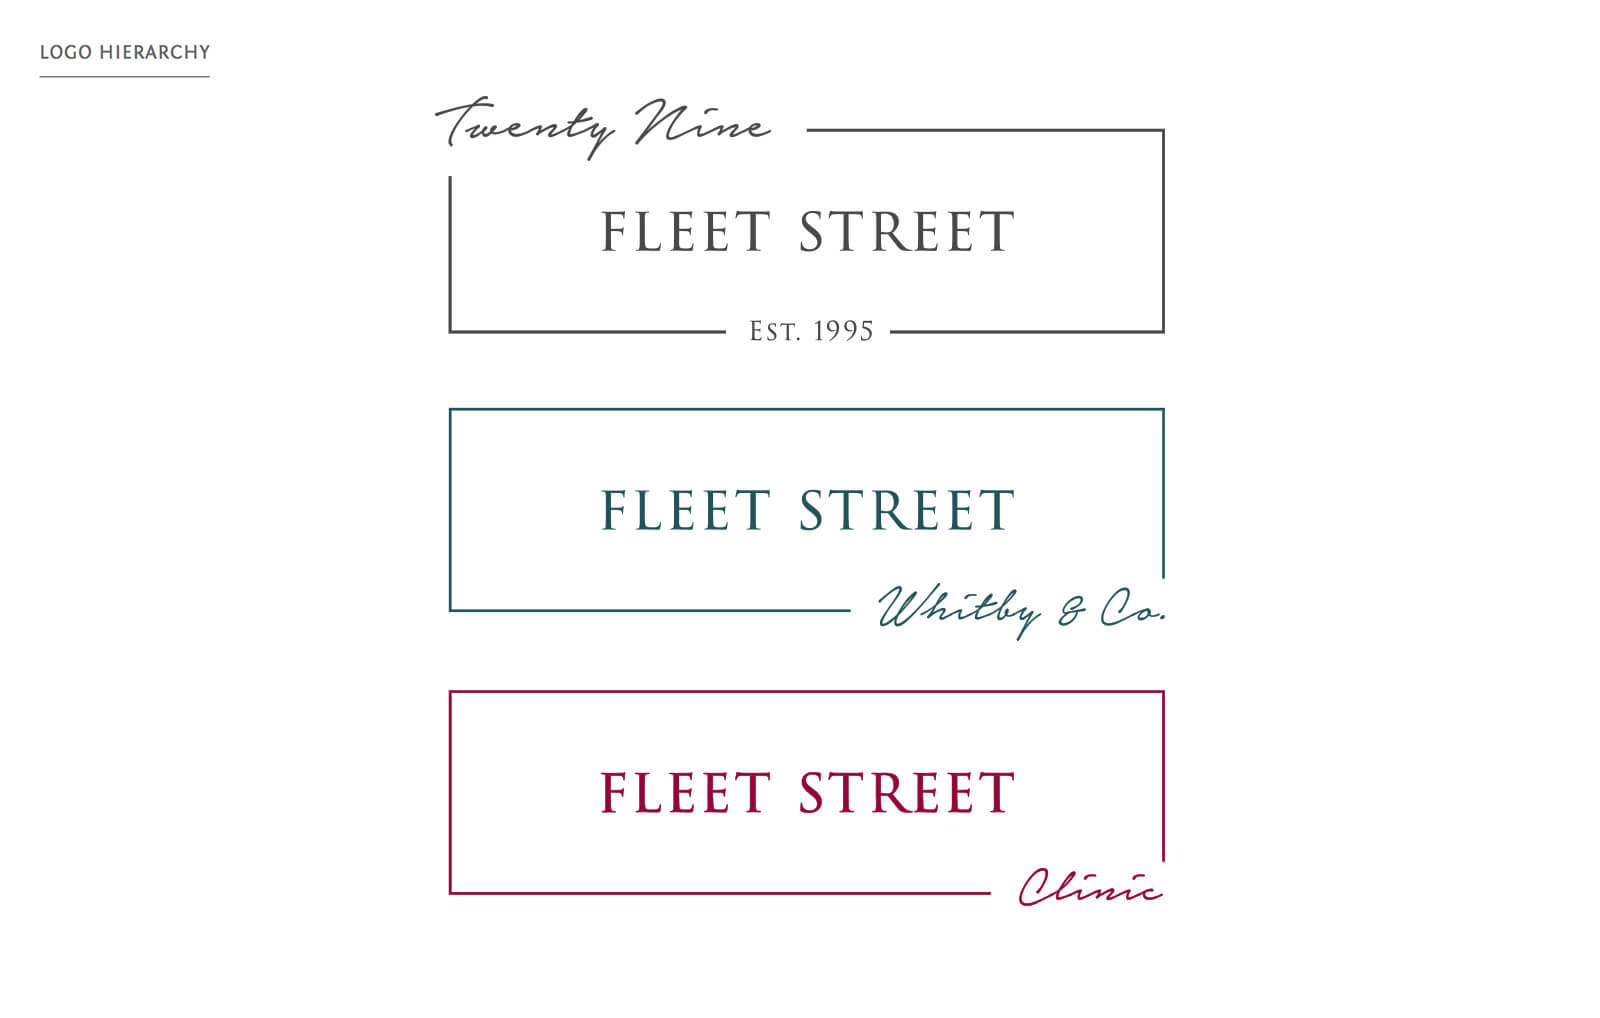 LOGO HIERARCHY
Twenty Nine
FLEET STREET
EST. 1995
FLEET STREET
Whitby & Co.
FLEET STREET
Clinic